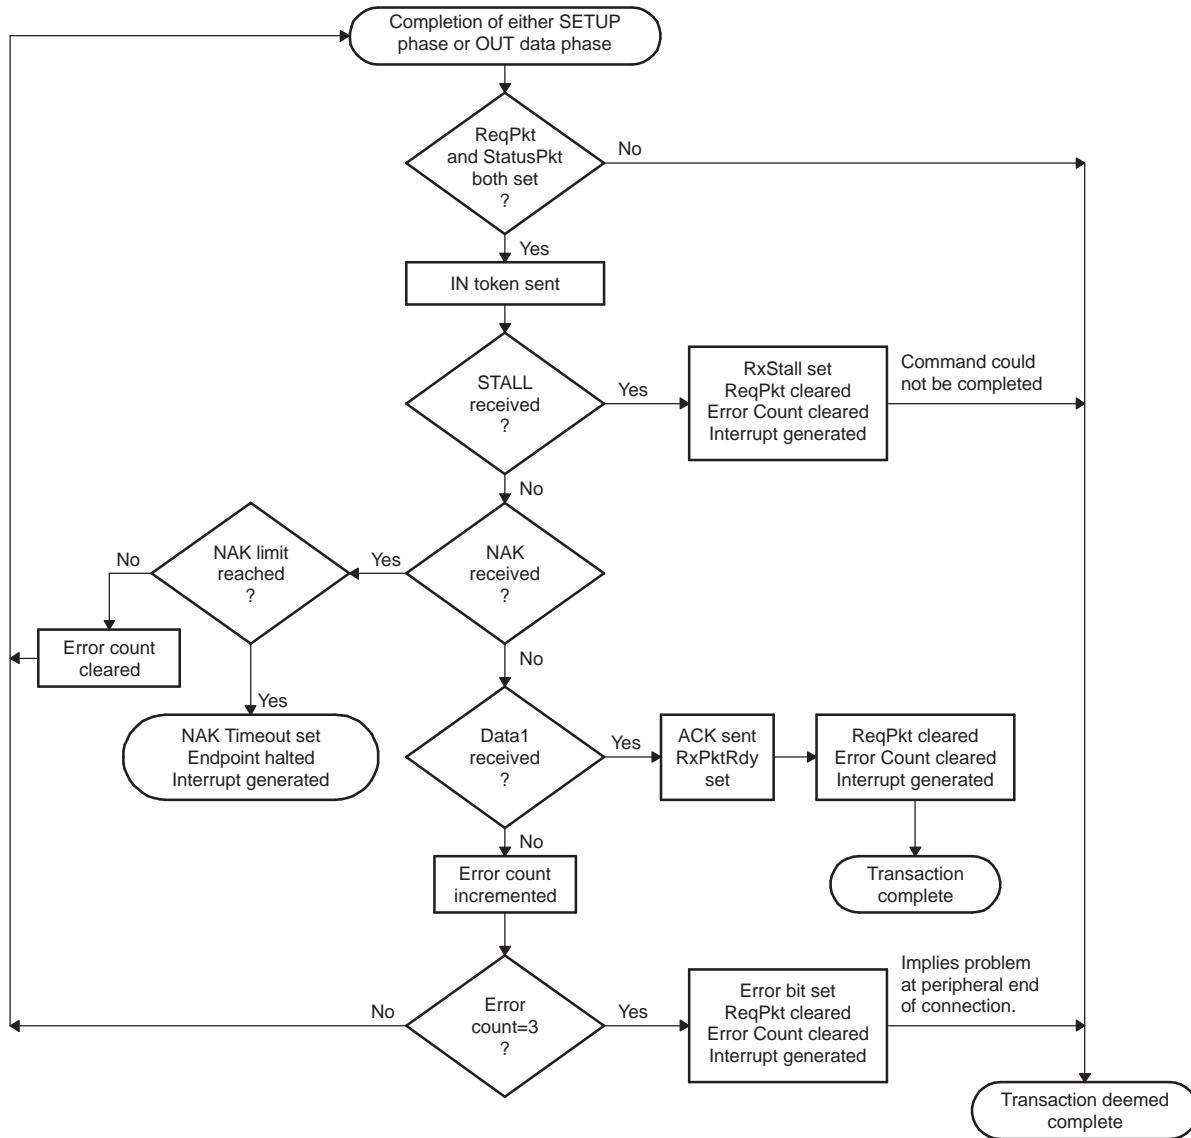 Completion of either SETUP
phase or OUT data phase
ReqPkt
and StatusPkt
both set
?
No
Yes
IN token sent
STALL
received
?
Yes
RxStall set
ReqPkt cleared
Error Count cleared
Interrupt generated
Command could
not be completed
No
NAK
received
?
Yes
NAK limit
reached
?
No
Error count
cleared
Yes
NAK Timeout set
Endpoint halted
Interrupt generated
No
Data1
received
?
Yes
ACK sent
RxPktRdy
set
ReqPkt cleared
Error Count cleared
Interrupt generated
Transaction
complete
No
Error count
incremented
Error
count=3
?
No
Yes
Error bit set
ReqPkt cleared
Error Count cleared
Interrupt generated
Implies problem
at peripheral end
of connection.
Transaction deemed
complete